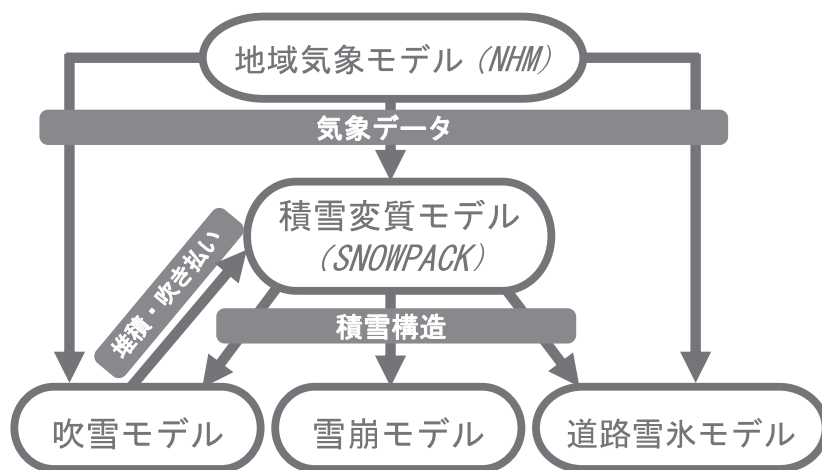 地域気象モデル (NHM)
気象データ
積雪変質モデル
(SNOWPACK)
堆積・吹き払い
積雪構造
吹雪モデル
雪崩モデル
道路雪氷モデル